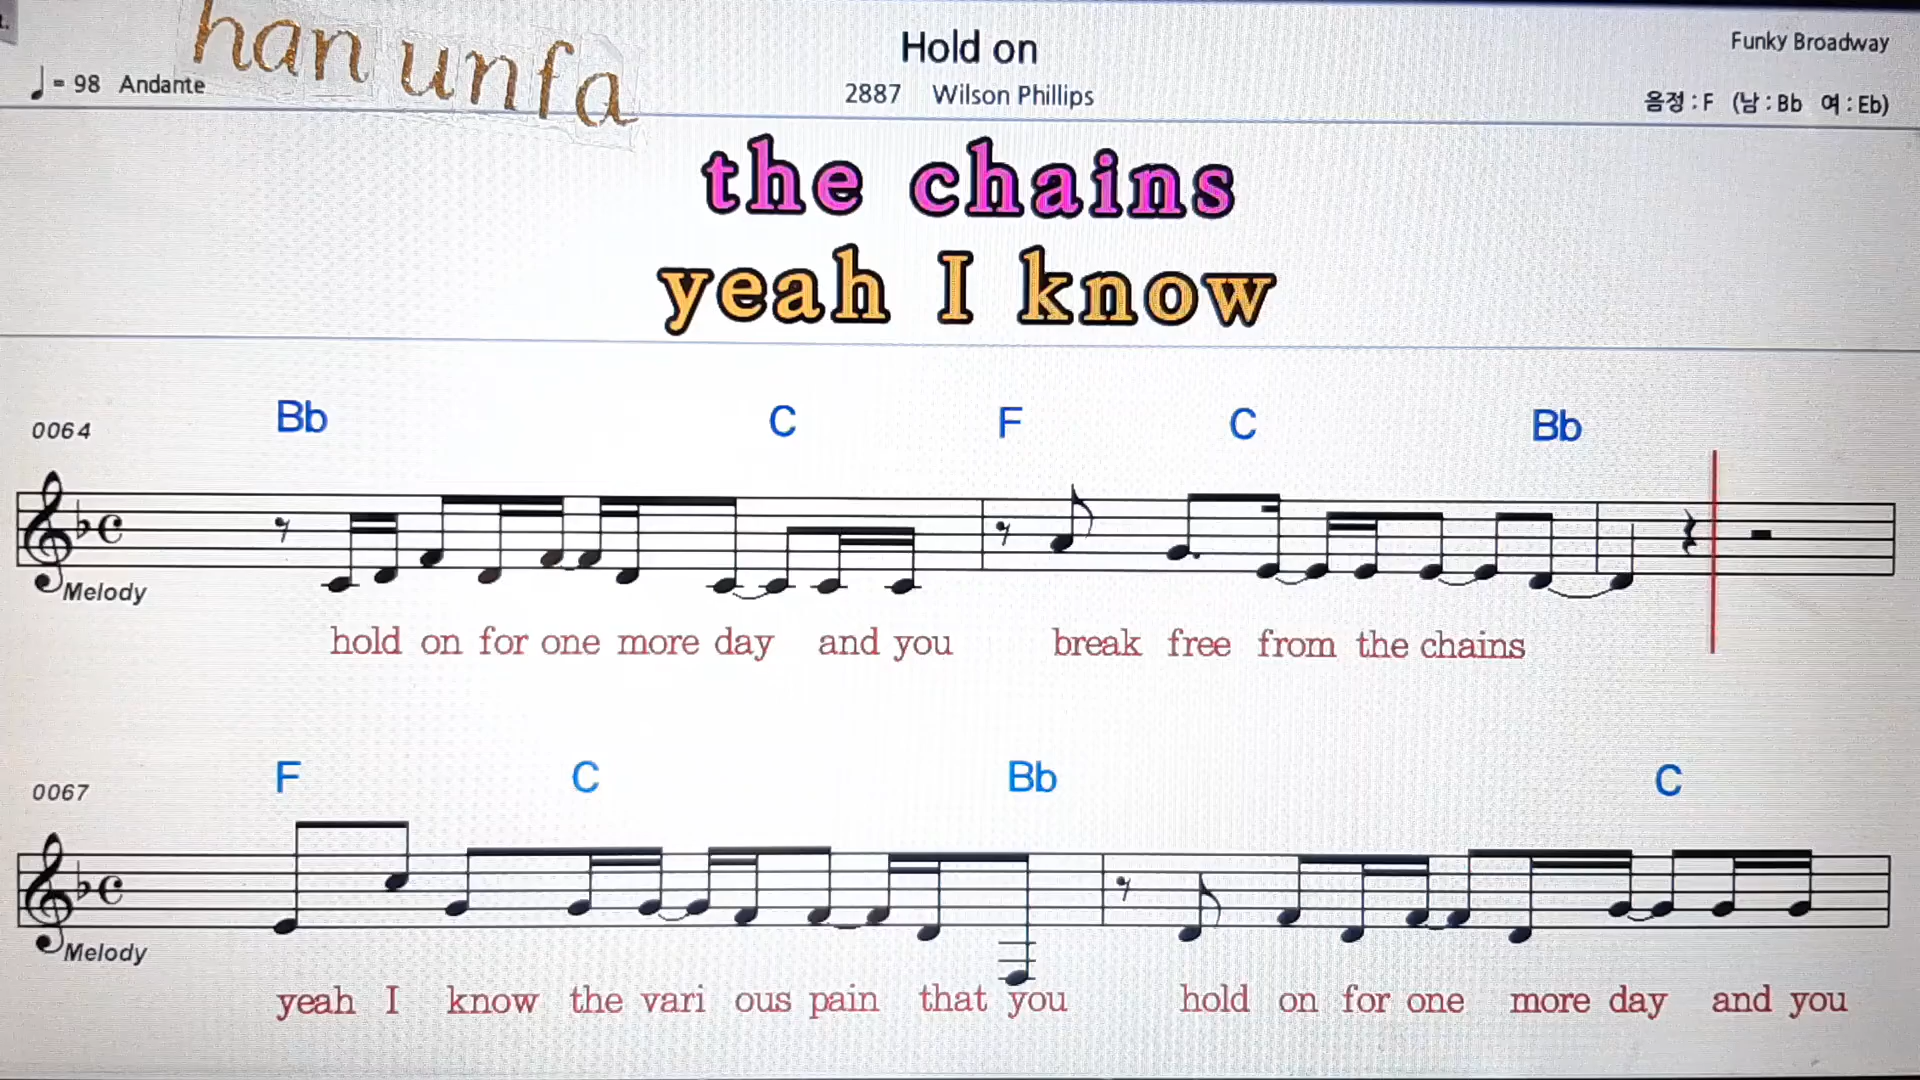 han unfa
Hold on
Funky Broadway
♩= 98 Andante
2887 Wilson Phillips
음정 : F (남 : Bb 여 : Eb)
the chains
yeah I know
Bb C F C Bb
0064
Melody
hold on for one more day and you break free from the chains
F C Bb C
0067
Melody
yeah I know the vari ous pain that you hold on for one more day and you